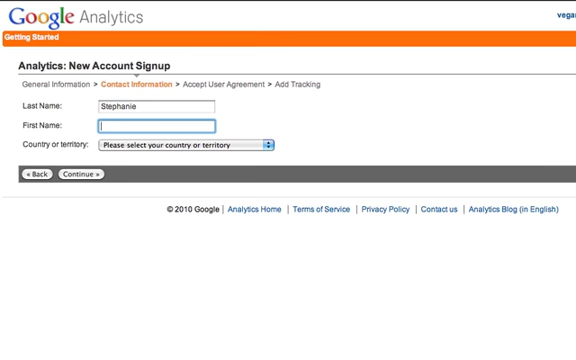 Google Analytics
Getting Started
Analytics: New Account Signup
General Information > Contact Information > Accept User Agreement > Add Tracking
Last Name: Stephanie
First Name:
Country or territory: Please select your country or territory
« Back Continue »
© 2010 Google | Analytics Home | Terms of Service | Privacy Policy | Contact us | Analytics Blog (in English)